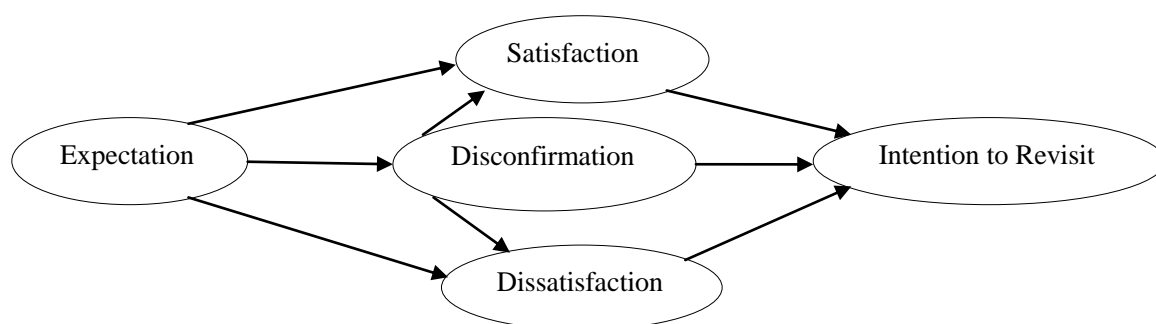 Satisfaction
Expectation
Disconfirmation
Intention to Revisit
Dissatisfaction